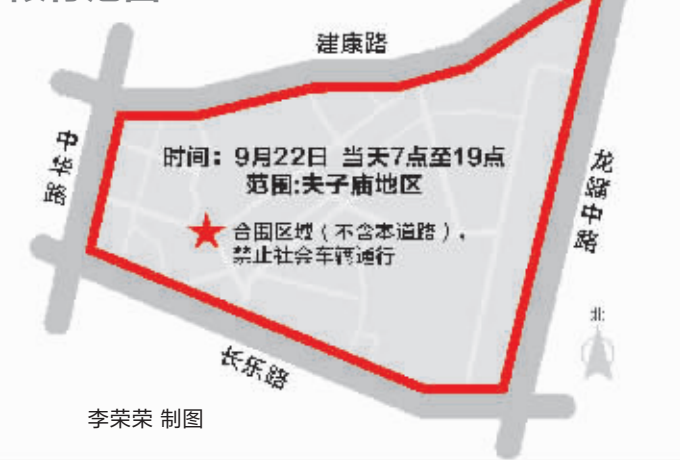 建康路
时间：9月22日 当天7点至19点
范围:夫子庙地区
中华路
龙蟠中路
合围区域（不含本道路），
禁止社会车辆通行
北
长乐路
李荣荣 制图